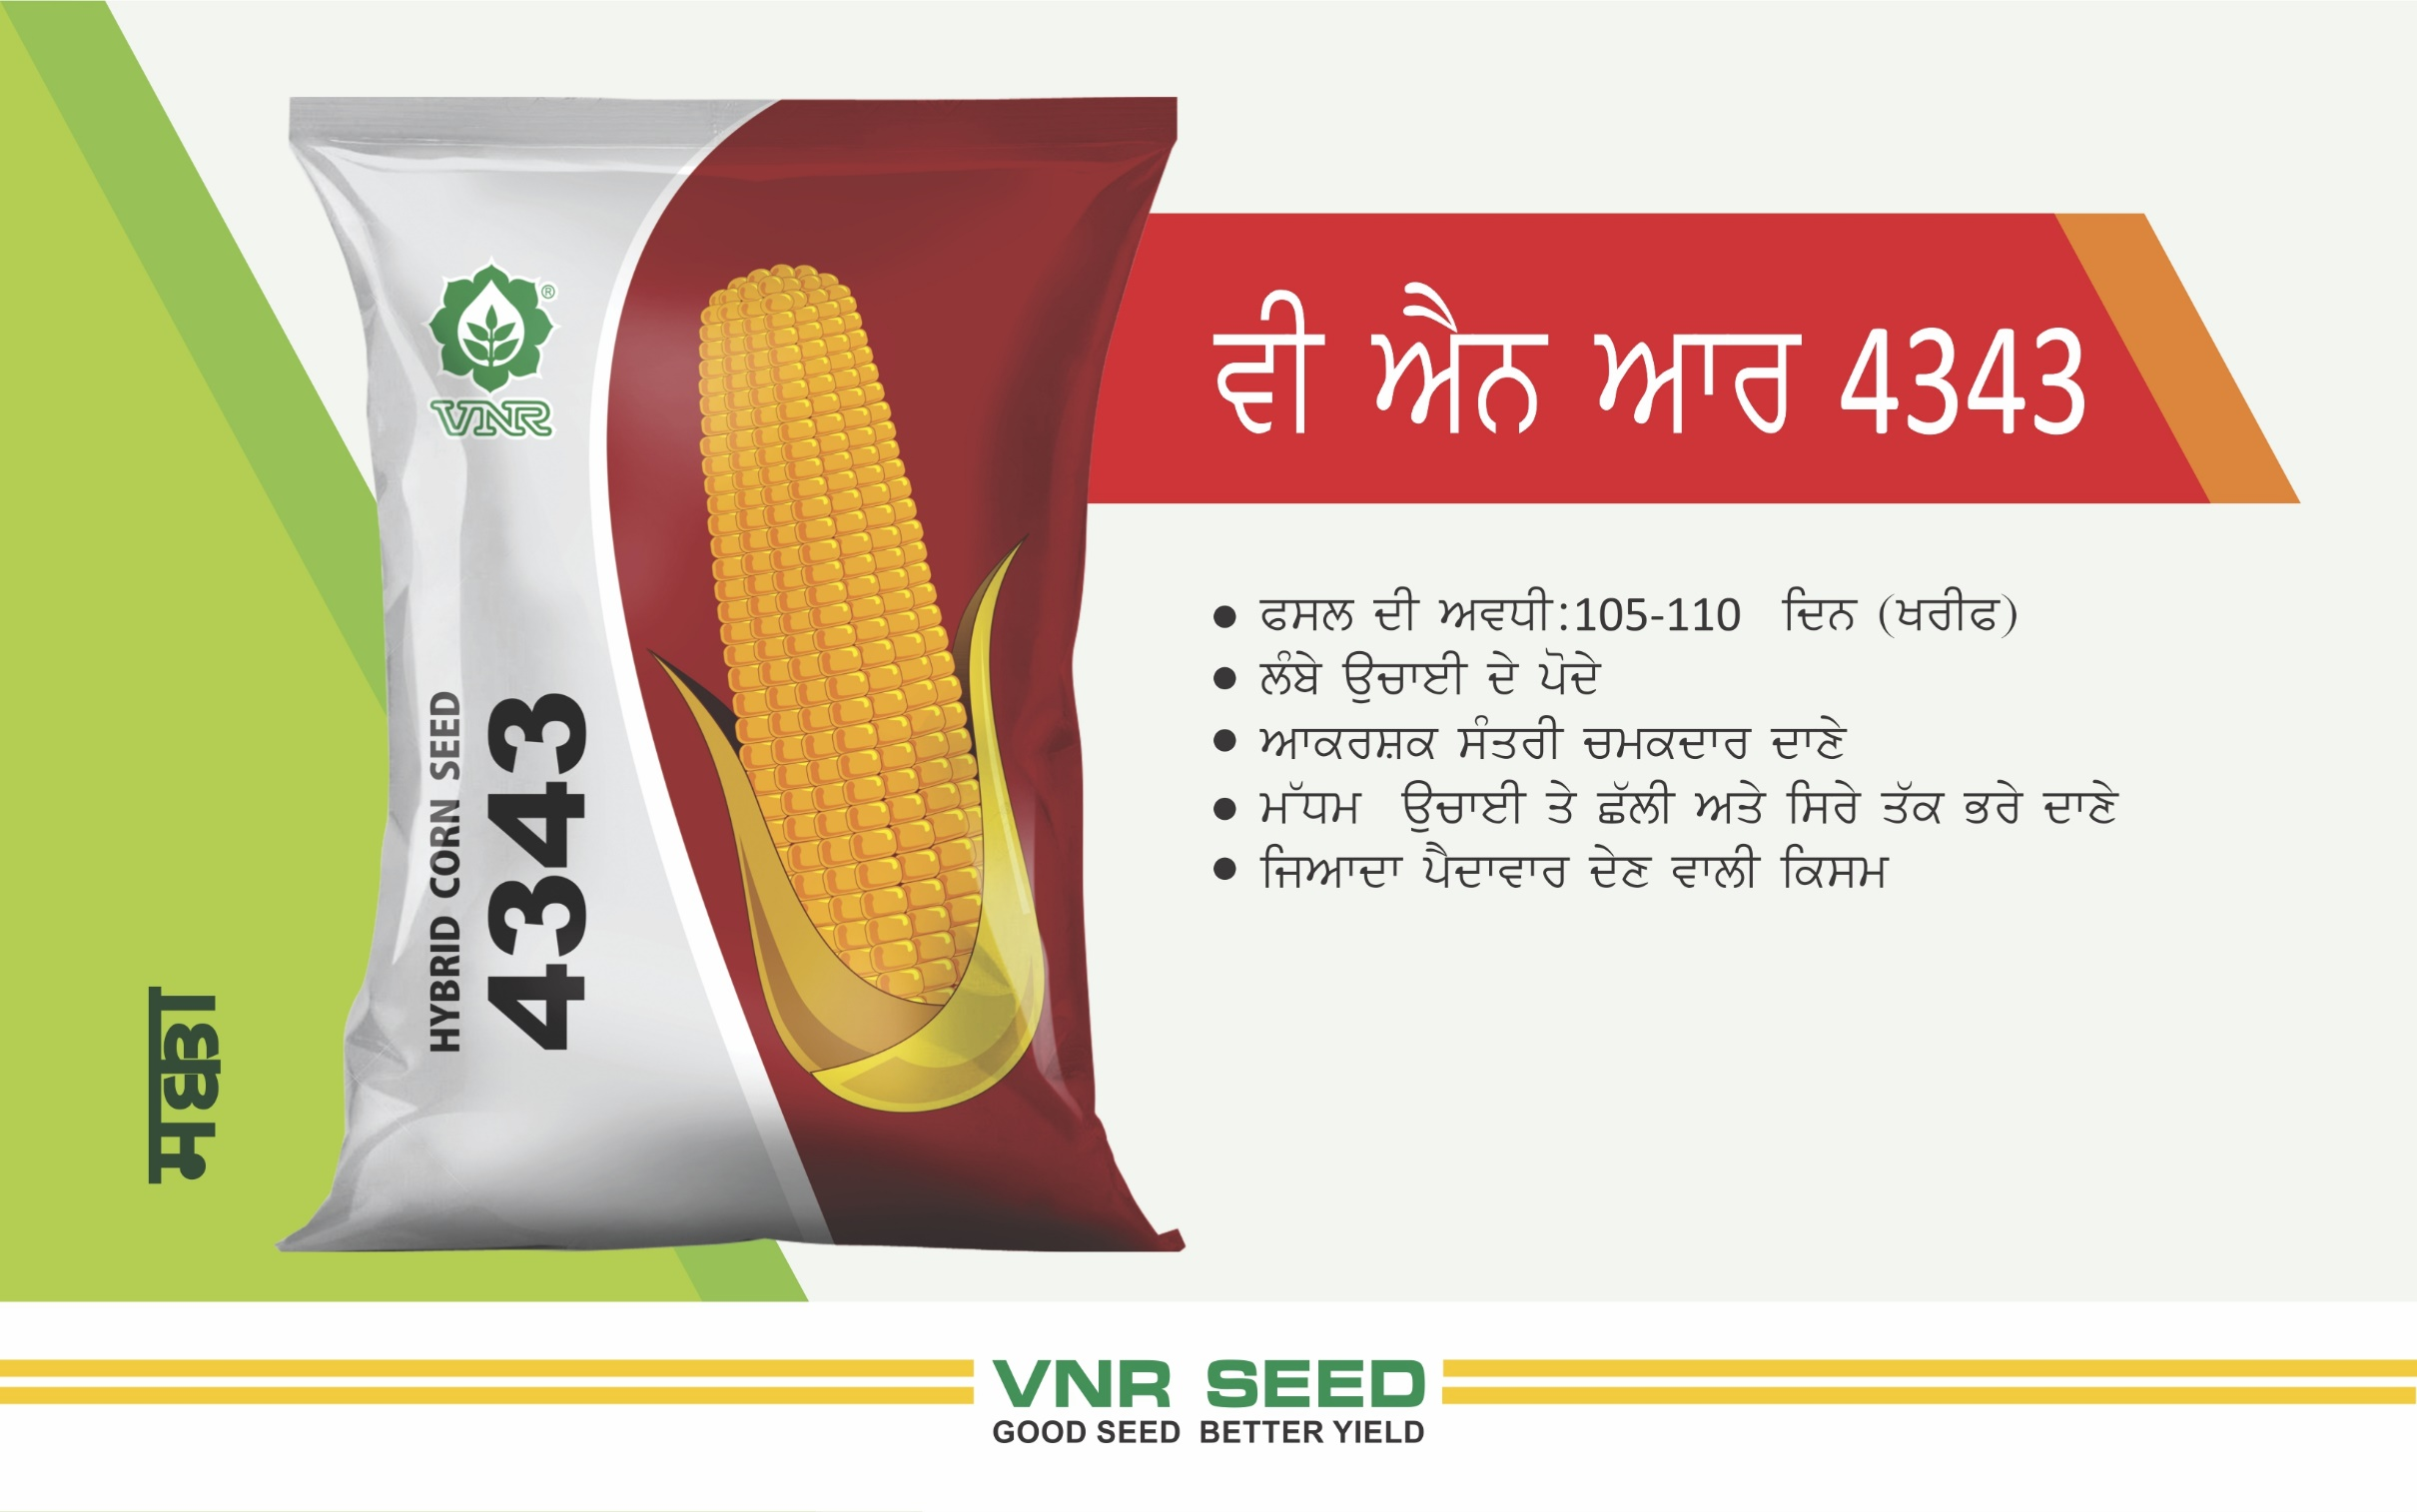 VNR
HYBRID CORN SEED
4343
ਮੱਕਾ
ਵੀ ਐਨ ਆਰ 4343
ਫਸਲ ਦੀ ਅਵਧੀ:105-110 ਦਿਨ (ਖਰੀਫ)
ਲੰਬੇ ਉਚਾਈ ਦੇ ਪੋਦੇ
ਆਕਰਸ਼ਕ ਸੰਤਰੀ ਚਮਕਦਾਰ ਦਾਣੇ
ਮੱਧਮ ਉਚਾਈ ਤੇ ਛੱਲੀ ਅਤੇ ਸਿਰੇ ਤੱਕ ਭਰੇ ਦਾਣੇ
ਜਿਆਦਾ ਪੈਦਾਵਾਰ ਦੇਣ ਵਾਲੀ ਕਿਸਮ
VNR SEED
GOOD SEED BETTER YIELD